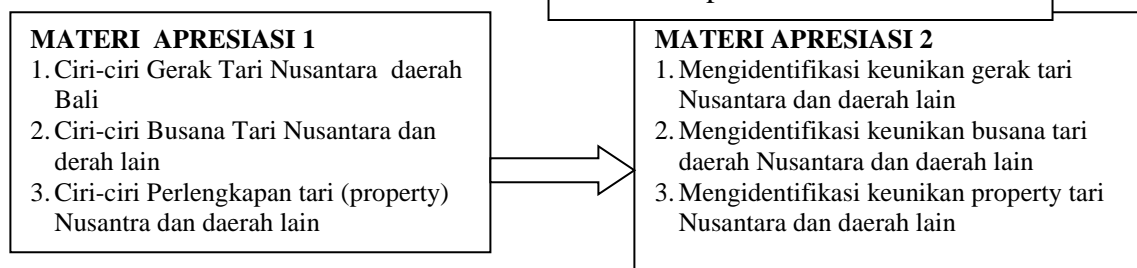 MATERI APRESIASI 1
1. Ciri-ciri Gerak Tari Nusantara daerah
Bali
2. Ciri-ciri Busana Tari Nusantara dan
derah lain
3. Ciri-ciri Perlengkapan tari (property)
Nusantra dan daerah lain
MATERI APRESIASI 2
1. Mengidentifikasi keunikan gerak tari
Nusantara dan daerah lain
2. Mengidentifikasi keunikan busana tari
daerah Nusantara dan daerah lain
3. Mengidentifikasi keunikan property tari
Nusantara dan daerah lain